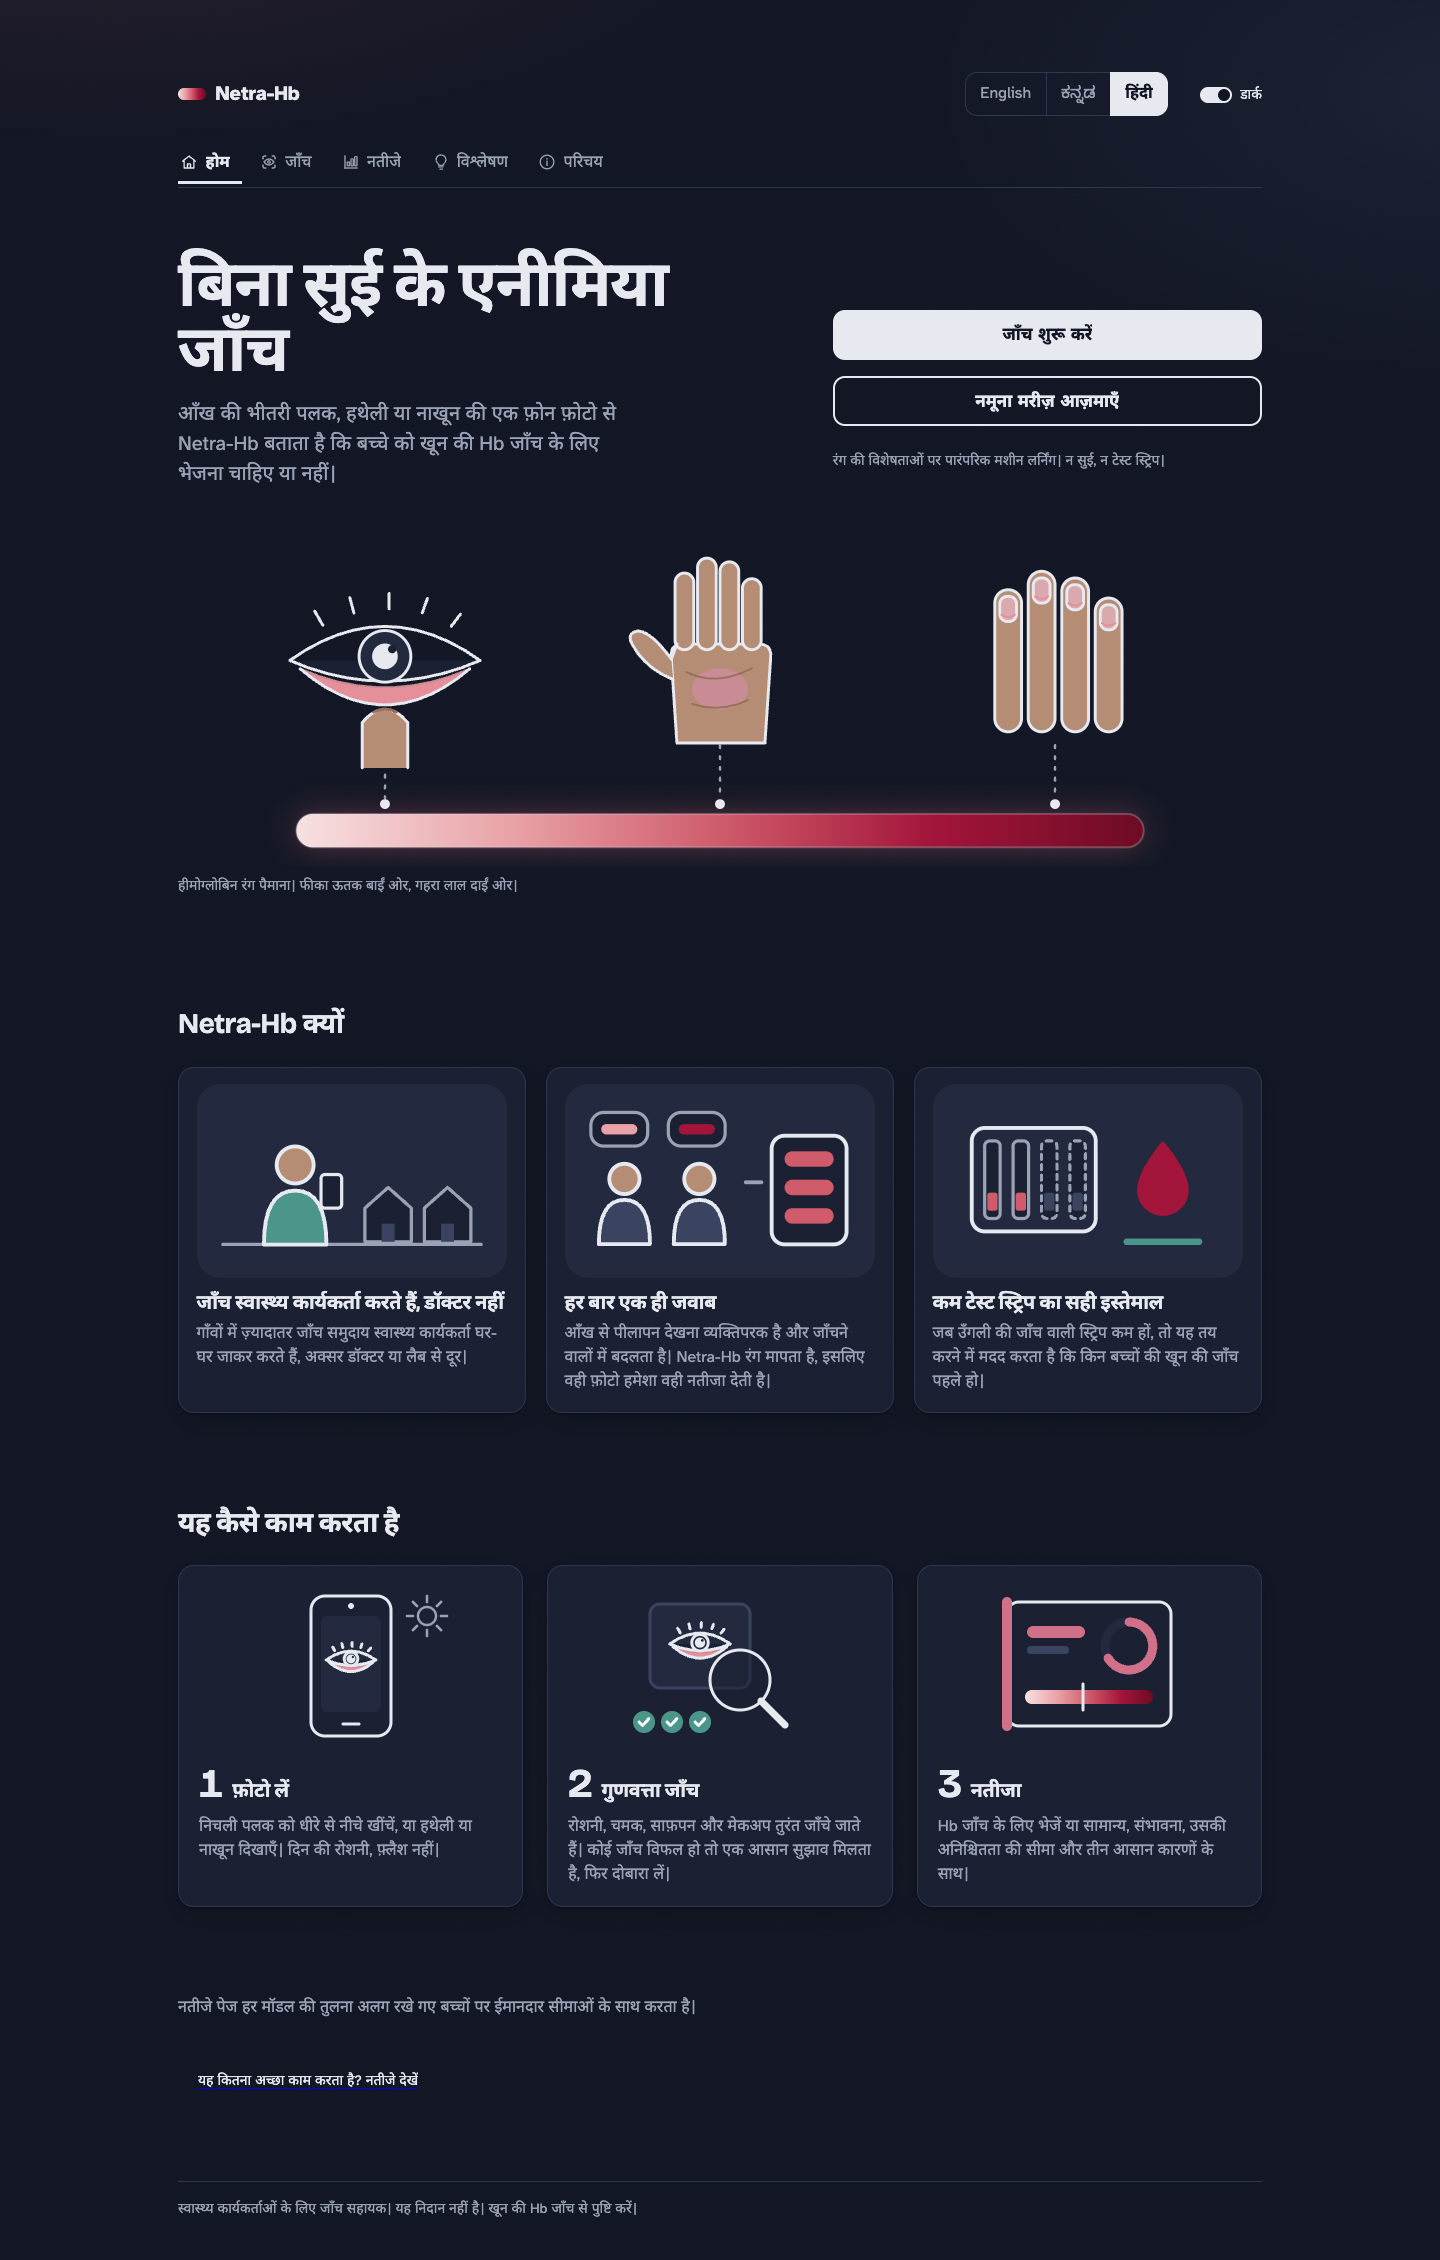 Netra-Hb
English ಕನ್ನಡ हिंदी डार्क
होम जाँच नतीजे विश्लेषण परिचय
बिना सुई के एनीमिया
जाँच
आँख की भीतरी पलक, हथेली या नाखून की एक फ़ोन फ़ोटो से
Netra-Hb बताता है कि बच्चे को खून की Hb जाँच के लिए
भेजना चाहिए या नहीं|
जाँच शुरू करें
नमूना मरीज़ आज़माएँ
रंग की विशेषताओं पर पारंपरिक मशीन लर्निंग| न सुई, न टेस्ट स्ट्रिप|
हीमोग्लोबिन रंग पैमाना| फीका ऊतक बाईं ओर, गहरा लाल दाईं ओर|
Netra-Hb क्यों
जाँच स्वास्थ्य कार्यकर्ता करते हैं, डॉक्टर नहीं
गाँवों में ज़्यादातर जाँच समुदाय स्वास्थ्य कार्यकर्ता घर-
घर जाकर करते हैं, अक्सर डॉक्टर या लैब से दूर|
हर बार एक ही जवाब
आँख से पीलापन देखना व्यक्तिपरक है और जाँचने
वालों में बदलता है| Netra-Hb रंग मापता है, इसलिए
वही फ़ोटो हमेशा वही नतीजा देती है|
कम टेस्ट स्ट्रिप का सही इस्तेमाल
जब उँगली की जाँच वाली स्ट्रिप कम हों, तो यह तय
करने में मदद करता है कि किन बच्चों की खून की जाँच
पहले हो|
यह कैसे काम करता है
1 फ़ोटो लें
निचली पलक को धीरे से नीचे खींचें, या हथेली या
नाखून दिखाएँ| दिन की रोशनी, फ़्लैश नहीं|
2 गुणवत्ता जाँच
रोशनी, चमक, साफ़पन और मेकअप तुरंत जाँचे जाते
हैं| कोई जाँच विफल हो तो एक आसान सुझाव मिलता
है, फिर दोबारा लें|
3 नतीजा
Hb जाँच के लिए भेजें या सामान्य, संभावना, उसकी
अनिश्चितता की सीमा और तीन आसान कारणों के
साथ|
नतीजे पेज हर मॉडल की तुलना अलग रखे गए बच्चों पर ईमानदार सीमाओं के साथ करता है|
यह कितना अच्छा काम करता है? नतीजे देखें
स्वास्थ्य कार्यकर्ताओं के लिए जाँच सहायक| यह निदान नहीं है| खून की Hb जाँच से पुष्टि करें|